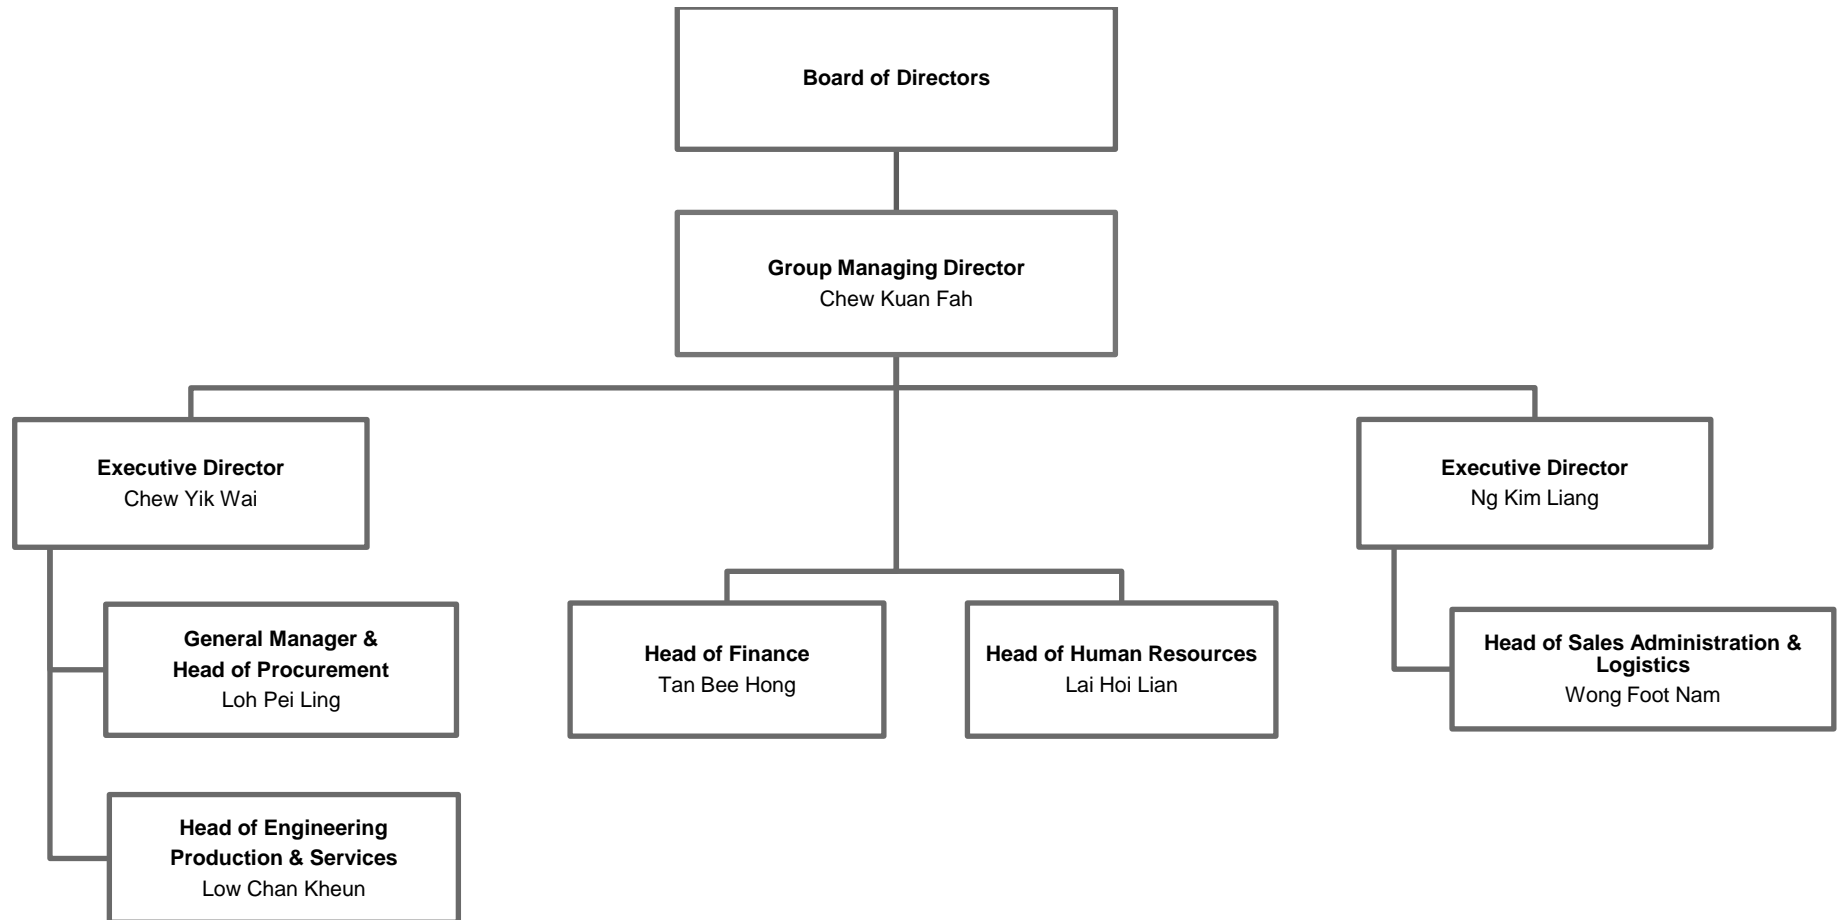 Board of Directors
Group Managing Director
Chew Kuan Fah
Executive Director
Chew Yik Wai
Executive Director
Ng Kim Liang
General Manager &
Head of Procurement
Loh Pei Ling
Head of Finance
Tan Bee Hong
Head of Human Resources
Lai Hoi Lian
Head of Sales Administration &
Logistics
Wong Foot Nam
Head of Engineering
Production & Services
Low Chan Kheun